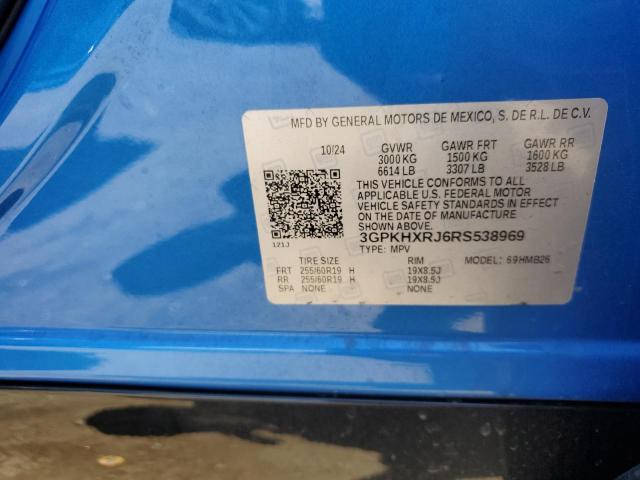 MFD BY GENERAL MOTORS DE MEXICO, S. DE R.L. DE C.V.
10/24 GVWR GAWR FRT GAWR RR
3000 KG 1500 KG 1600 KG
6614 LB 3307 LB 3528 LB
THIS VEHICLE CONFORMS TO ALL
APPLICABLE U.S. FEDERAL MOTOR
VEHICLE SAFETY STANDARDS IN EFFECT
ON THE DATE OF MANUFACTURE
SHOWN ABOVE.
3GPKHXRJ6RS538969
121J
TYPE: MPV MODEL: 69HMB26
TIRE SIZE RIM
FRT 255/60R19 H 19X8.5J
RR 255/60R19 H 19X8.5J
SPA NONE NONE